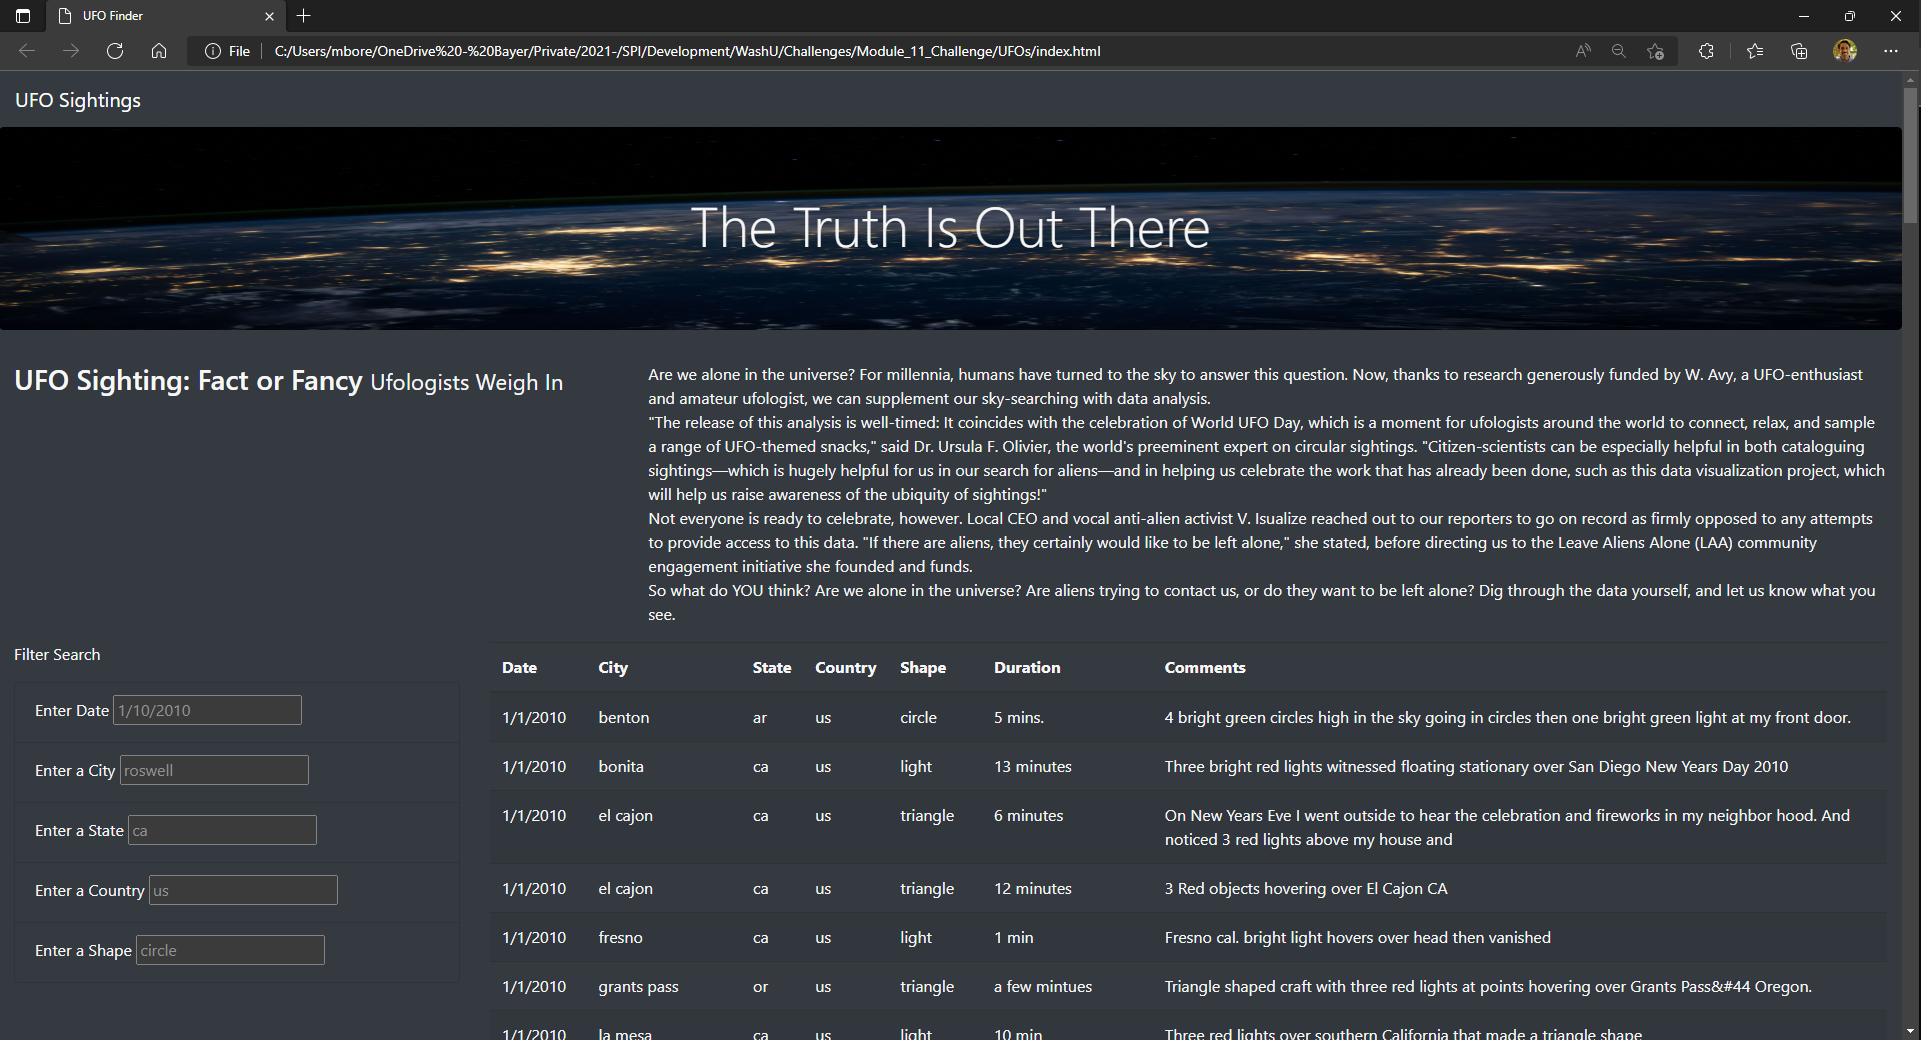 UFO Finder
File
C:/Users/mbore/OneDrive%20-%20Bayer/Private/2021-/SPI/Development/WashU/Challenges/Module_11_Challenge/UFOs/index.html
UFO Sightings
The Truth Is Out There
UFO Sighting: Fact or Fancy Ufologists Weigh In
Are we alone in the universe? For millennia, humans have turned to the sky to answer this question. Now, thanks to research generously funded by W. Avy, a UFO-enthusiast
and amateur ufologist, we can supplement our sky-searching with data analysis.
"The release of this analysis is well-timed: It coincides with the celebration of World UFO Day, which is a moment for ufologists around the world to connect, relax, and sample
a range of UFO-themed snacks," said Dr. Ursula F. Olivier, the world's preeminent expert on circular sightings. "Citizen-scientists can be especially helpful in both cataloguing
sightings—which is hugely helpful for us in our search for aliens—and in helping us celebrate the work that has already been done, such as this data visualization project, which
will help us raise awareness of the ubiquity of sightings!"
Not everyone is ready to celebrate, however. Local CEO and vocal anti-alien activist V. Isualize reached out to our reporters to go on record as firmly opposed to any attempts
to provide access to this data. "If there are aliens, they certainly would like to be left alone," she stated, before directing us to the Leave Aliens Alone (LAA) community
engagement initiative she founded and funds.
So what do YOU think? Are we alone in the universe? Are aliens trying to contact us, or do they want to be left alone? Dig through the data yourself, and let us know what you
see.
Filter Search
Enter Date 1/10/2010
Enter a City roswell
Enter a State ca
Enter a Country us
Enter a Shape circle
Date City State Country Shape Duration Comments
1/1/2010 benton ar us circle 5 mins. 4 bright green circles high in the sky going in circles then one bright green light at my front door.
1/1/2010 bonita ca us light 13 minutes Three bright red lights witnessed floating stationary over San Diego New Years Day 2010
1/1/2010 el cajon ca us triangle 6 minutes On New Years Eve I went outside to hear the celebration and fireworks in my neighbor hood. And
noticed 3 red lights above my house and
1/1/2010 el cajon ca us triangle 12 minutes 3 Red objects hovering over El Cajon CA
1/1/2010 fresno ca us light 1 min Fresno cal. bright light hovers over head then vanished
1/1/2010 grants pass or us triangle a few mintues Triangle shaped craft with three red lights at points hovering over Grants Pass&#44 Oregon.
1/1/2010 la mesa ca us light 10 min Three red lights over southern California that made a triangle shape